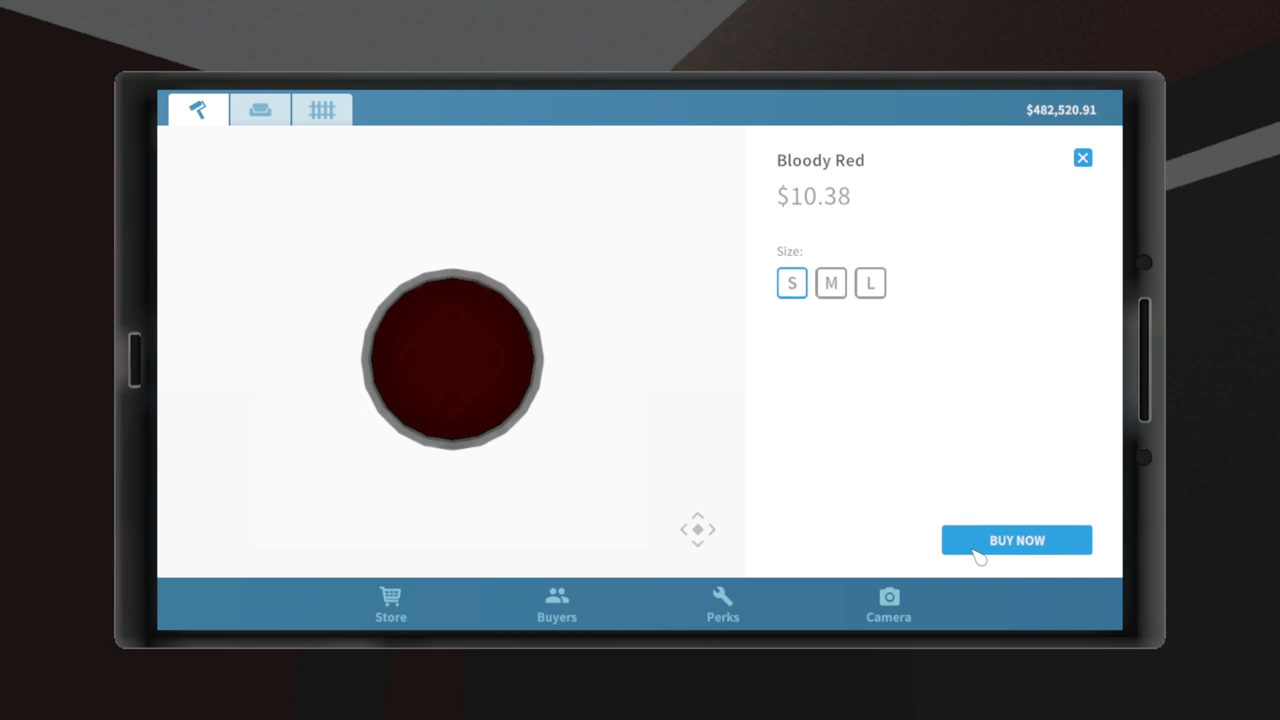 $482,520.91
Bloody Red
$10.38
Size:
S M L
BUY NOW
Store Buyers Perks Camera